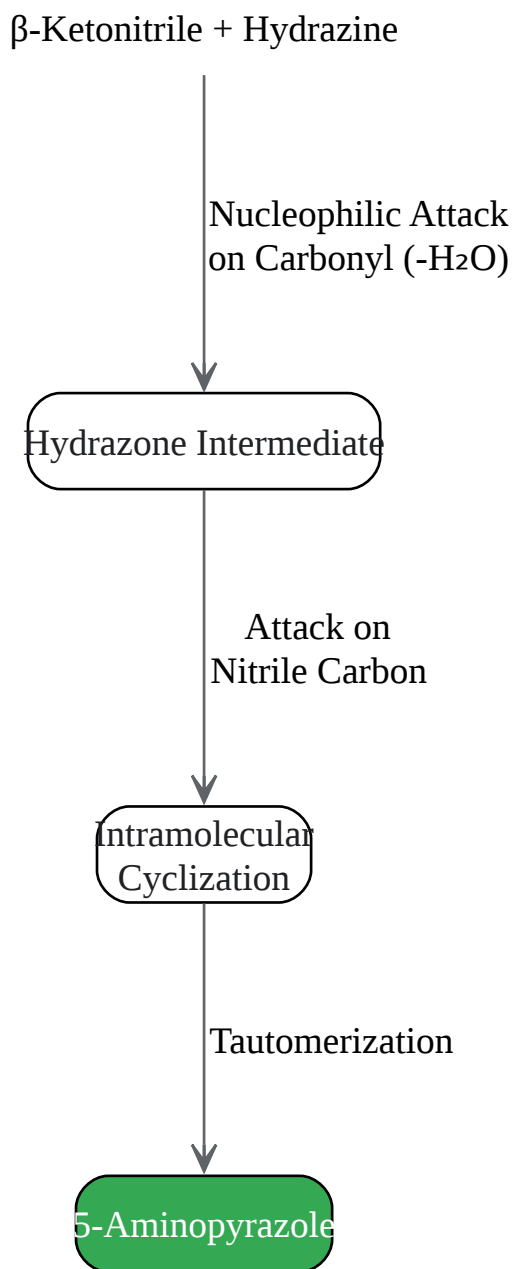 β-Ketonitrile + Hydrazine
Nucleophilic Attack
on Carbonyl (-H₂O)
Hydrazone Intermediate
Attack on
Nitrile Carbon
Intramolecular
Cyclization
Tautomerization
5-Aminopyrazole